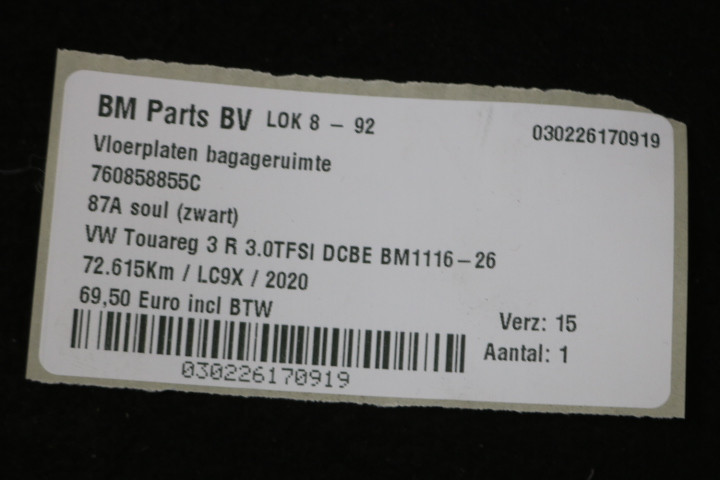 BM Parts BV LOK 8 - 92 030226170919
Vloerplaten bagageruimte
760858855C
87A soul (zwart)
VW Touareg 3 R 3.0TFSI DCBE BM1116-26
72.615Km / LC9X / 2020
69,50 Euro incl BTW
Verz: 15
Aantal: 1
030226170919